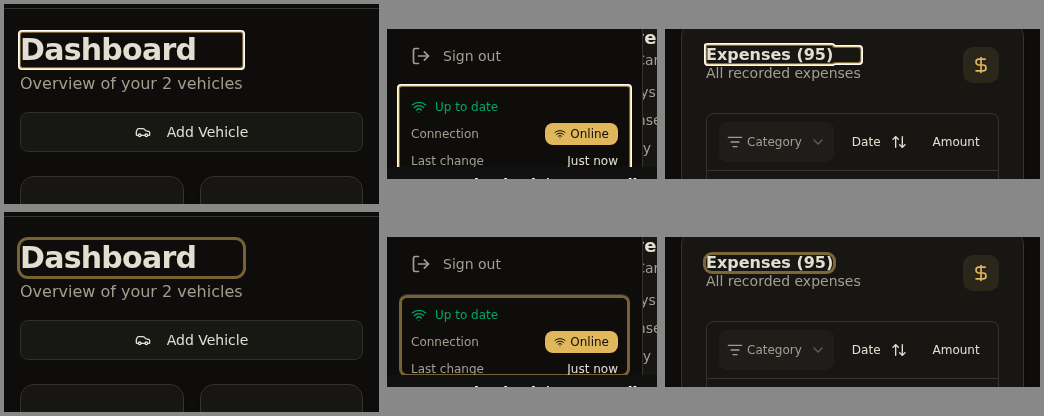 Dashboard
Overview of your 2 vehicles
Add Vehicle
Sign out
Up to date
Connection
Online
Last change
Just now
Expenses (95)
All recorded expenses
$
Category
Date
Amount
Dashboard
Overview of your 2 vehicles
Add Vehicle
Sign out
Up to date
Connection
Online
Last change
Just now
Expenses (95)
All recorded expenses
$
Category
Date
Amount